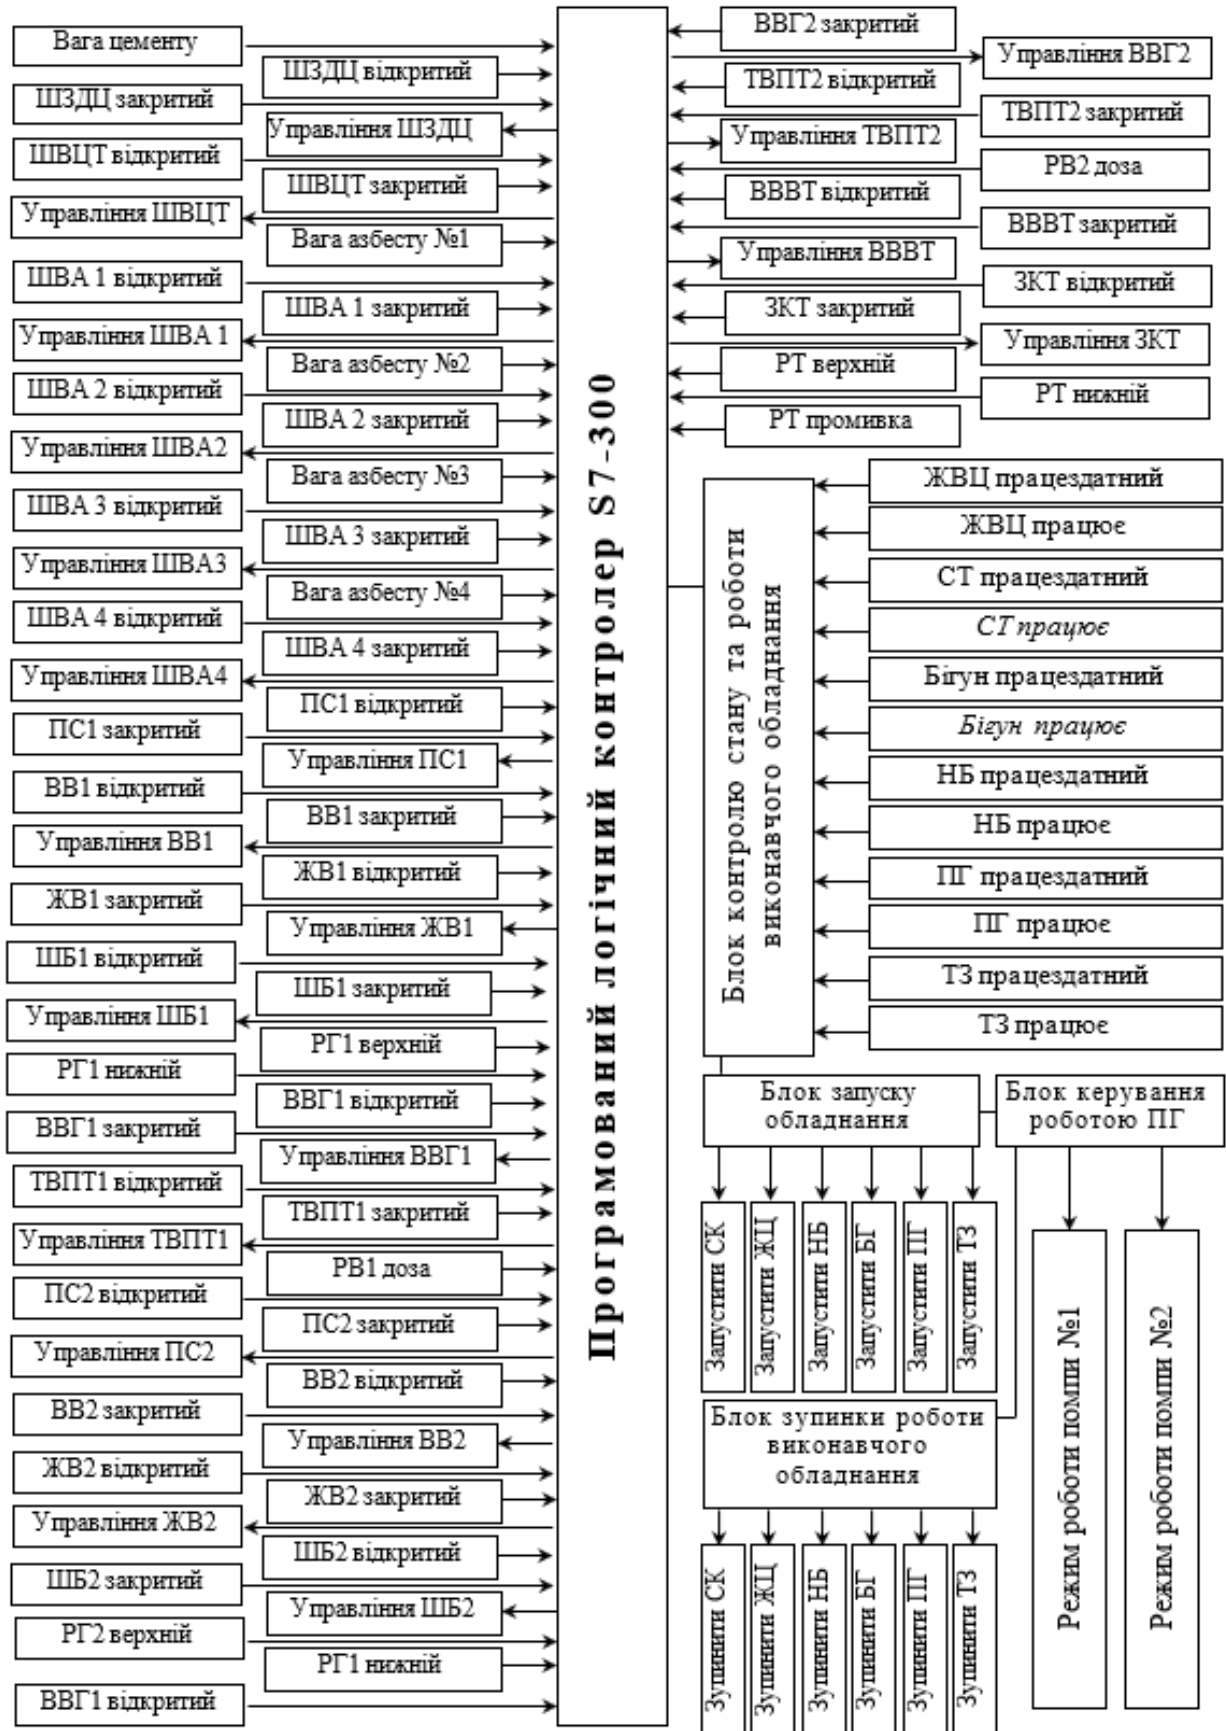 Вага цементу
ШЗДЦ відкритий
ШЗДЦ закритий
Управління ШЗДЦ
ШВЦТ відкритий
ШВЦТ закритий
Управління ШВЦТ
Вага азбесту №1
ШВА 1 відкритий
ШВА 1 закритий
Управління ШВА 1
Вага азбесту №2
ШВА 2 відкритий
ШВА 2 закритий
Управління ШВА2
Вага азбесту №3
ШВА 3 відкритий
ШВА 3 закритий
Управління ШВА3
Вага азбесту №4
ШВА 4 відкритий
ШВА 4 закритий
Управління ШВА4
ПС1 відкритий
ПС1 закритий
Управління ПС1
ВВ1 відкритий
ВВ1 закритий
Управління ВВ1
ЖВ1 відкритий
ЖВ1 закритий
Управління ЖВ1
ШБ1 відкритий
ШБ1 закритий
Управління ШБ1
РГ1 верхній
РГ1 нижній
ВВГ1 відкритий
ВВГ1 закритий
Управління ВВГ1
ТВПТ1 відкритий
ТВПТ1 закритий
Управління ТВПТ1
РВ1 доза
ПС2 відкритий
ПС2 закритий
Управління ПС2
ВВ2 відкритий
ВВ2 закритий
Управління ВВ2
ЖВ2 відкритий
ЖВ2 закритий
Управління ЖВ2
ШБ2 відкритий
ШБ2 закритий
Управління ШБ2
РГ2 верхній
РГ1 нижній
ВВГ1 відкритий
Програмований логічний контролер S7-300
ВВГ2 закритий
Управління ВВГ2
ТВПТ2 відкритий
ТВПТ2 закритий
Управління ТВПТ2
РВ2 доза
ВВВТ відкритий
ВВВТ закритий
Управління ВВВТ
ЗКТ відкритий
ЗКТ закритий
Управління ЗКТ
РТ верхній
РТ нижній
РТ промивка
Блок контролю стану та роботи
виконавчого обладнання
ЖВЦ працездатний
ЖВЦ працює
СТ працездатний
СТ працює
Бігун працездатний
Бігун працює
НБ працездатний
НБ працює
ПГ працездатний
ПГ працює
ТЗ працездатний
ТЗ працює
Блок запуску
обладнання
Блок керування
роботою ПГ
Запустити СК
Запустити ЖЦ
Запустити НБ
Запустити БГ
Запустити ПГ
Запустити ТЗ
Режим роботи помпи №1
Режим роботи помпи №2
Блок зупинки роботи
виконавчого
обладнання
Зупинити СК
Зупинити ЖЦ
Зупинити НБ
Зупинити БГ
Зупинити ПГ
Зупинити ТЗ